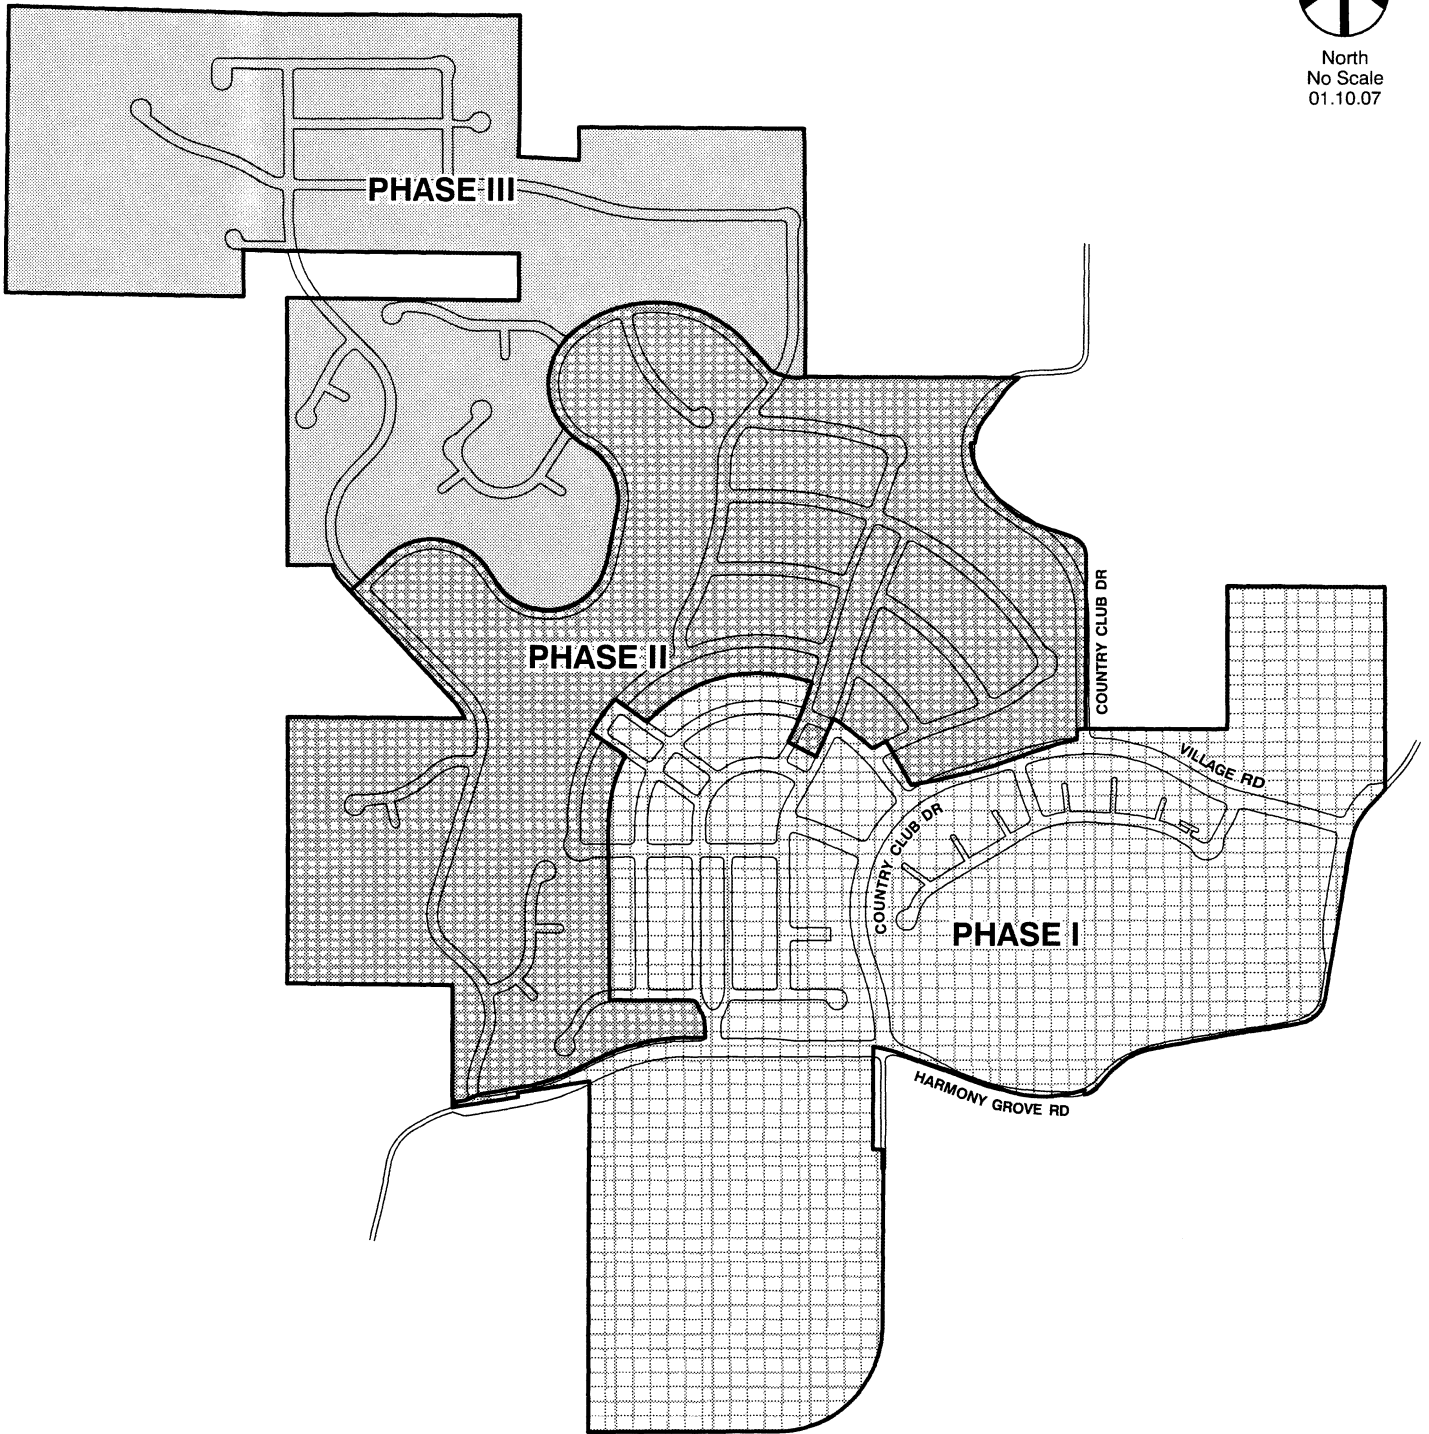 North
No Scale
01.10.07
PHASE III
PHASE II
COUNTRY CLUB DR
VILLAGE RD
COUNTRY CLUB DR
PHASE I
HARMONY GROVE RD